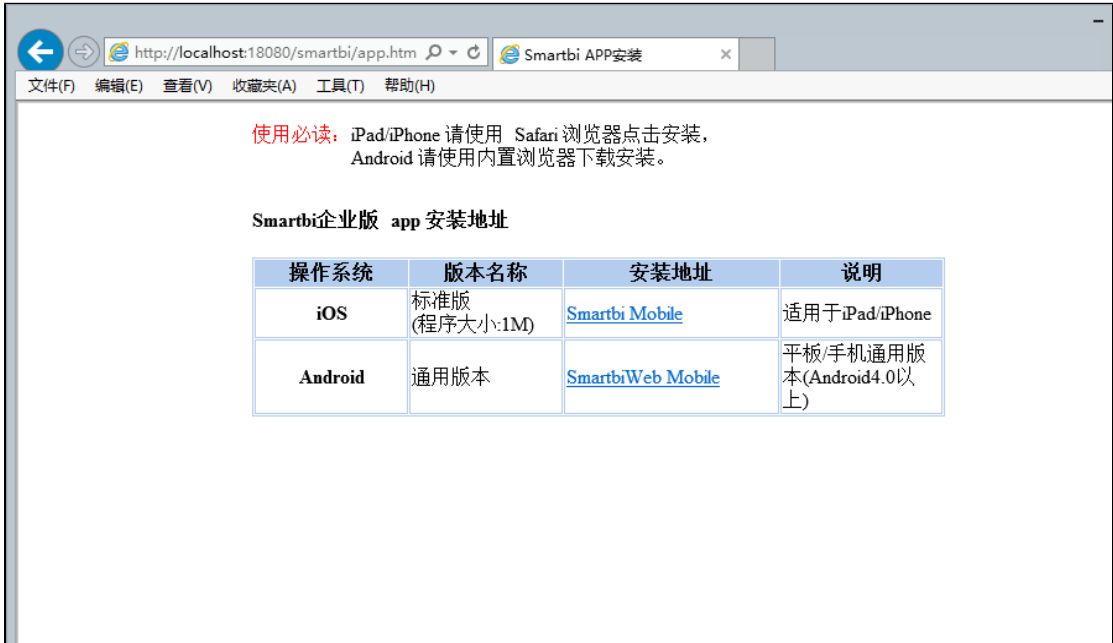 http://localhost:18080/smartbi/app.htm
Smartbi APP安装
文件(F) 编辑(E) 查看(V) 收藏夹(A) 工具(T) 帮助(H)
使用必读：iPad/iPhone 请使用 Safari 浏览器点击安装，
Android 请使用内置浏览器下载安装。
Smartbi企业版 app 安装地址
操作系统 版本名称 安装地址 说明
iOS
标准版
(程序大小:1M)
Smartbi Mobile
适用于iPad/iPhone
Android
通用版本
SmartbiWeb Mobile
平板/手机通用版
本(Android4.0以
上)